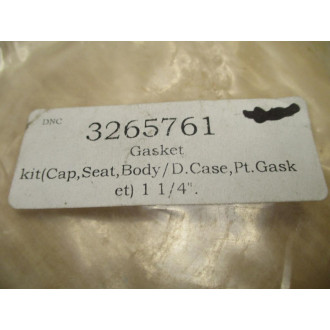 DNC
3265761
Gasket
kit(Cap,Seat,Body/D.Case,Pt.Gask
et) 1 1/4".